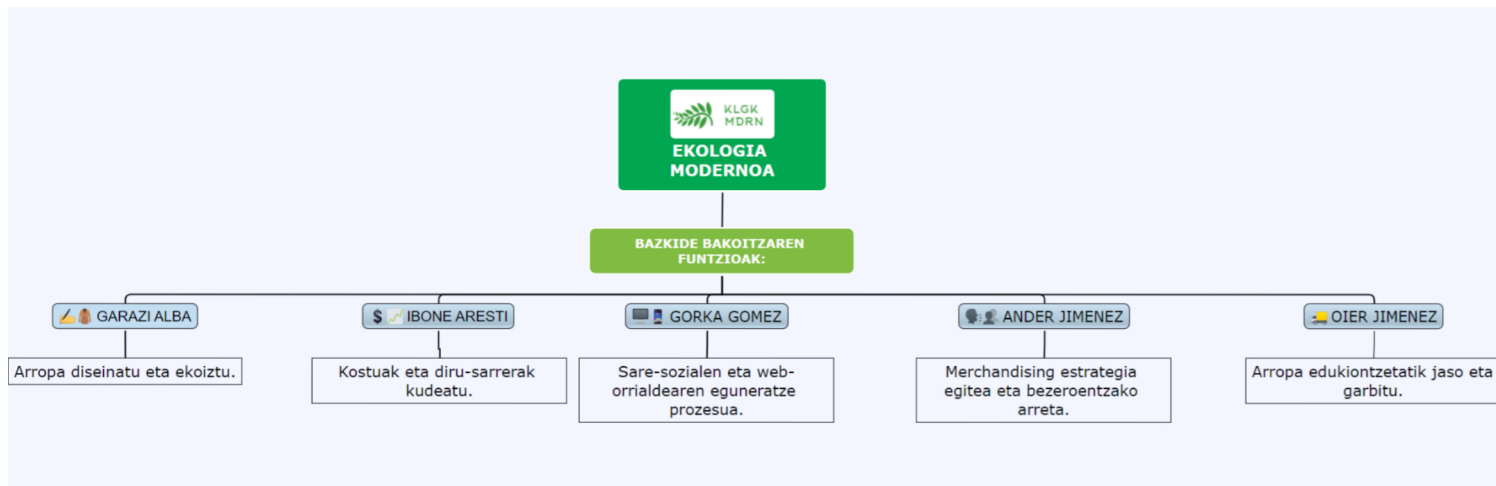 KLGK
MDRN
EKOLOGIA
MODERNOA
BAZKIDE BAKOITZAREN
FUNTZIOAK:
GARAZI ALBA
$ IBONE ARESTI
GORKA GOMEZ
ANDER JIMENEZ
OIER JIMENEZ
Arropa diseinatu eta ekoiztu.
Kostuak eta diru-sarrerak
kudeatu.
Sare-sozialen eta web-
orrialdearen eguneratze
prozesua.
Merchandising estrategia
egitea eta bezeroentzako
arreta.
Arropa edukiontzetatik jaso eta
garbitu.